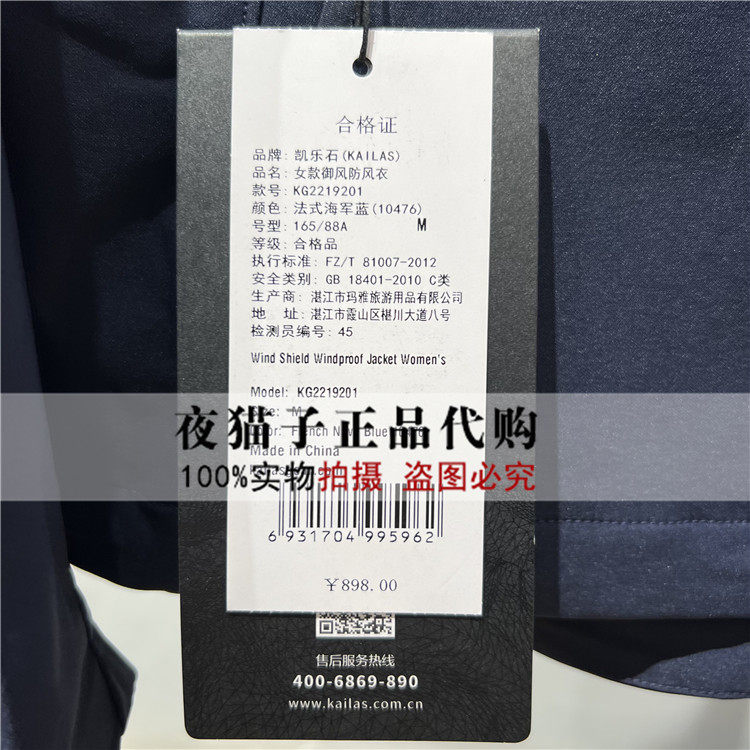 合格证
品牌: 凯乐石(KAILAS)
品名: 女款御风防风衣
款号: KG2219201
颜色: 法式海军蓝(10476)
号型: 165/88A M
等级: 合格品
执行标准: FZ/T 81007-2012
安全类别: GB 18401-2010 C类
生产商: 湛江市玛雅旅游用品有限公司
地 址: 湛江市霞山区椹川大道八号
检测员编号: 45
Wind Shield Windproof Jacket Women's
Model: KG2219201
Size: M
夜猫子正品代购
Made in China
100%实物拍摄 盗图必究
6 931704 995962
￥898.00
售后服务热线
400-6869-890
www.kailas.com.cn